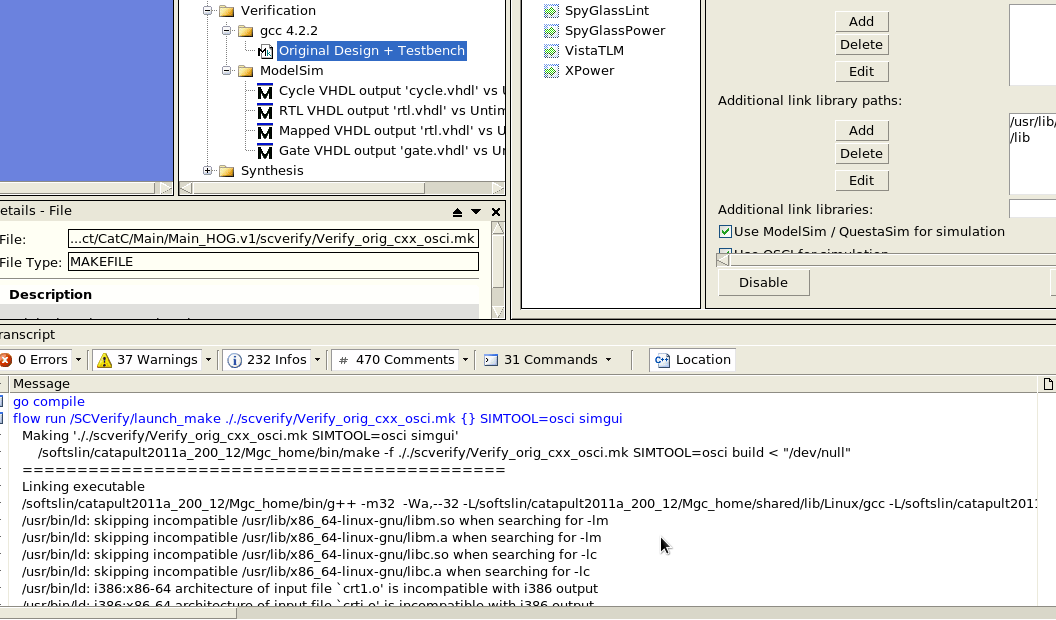 Verification
gcc 4.2.2
Original Design + Testbench
ModelSim
Cycle VHDL output 'cycle.vhdl' vs U
RTL VHDL output 'rtl.vhdl' vs Untim
Mapped VHDL output 'rtl.vhdl' vs U
Gate VHDL output 'gate.vhdl' vs Un
Synthesis
SpyGlassLint
SpyGlassPower
VistaTLM
XPower
Add
Delete
Edit
Additional link library paths:
/usr/lib/
/lib
Add
Delete
Edit
Additional link libraries:
Use ModelSim / QuestaSim for simulation
Use OSCI for simulation
Disable
etails - File
File: ...ct/CatC/Main/Main_HOG.v1/scverify/Verify_orig_cxx_osci.mk
File Type: MAKEFILE
Description
ranscript
0 Errors 37 Warnings 232 Infos # 470 Comments 31 Commands Location
Message
go compile
flow run /SCVerify/launch_make ././scverify/Verify_orig_cxx_osci.mk {} SIMTOOL=osci simgui
Making '././scverify/Verify_orig_cxx_osci.mk SIMTOOL=osci simgui'
/softslin/catapult2011a_200_12/Mgc_home/bin/make -f ././scverify/Verify_orig_cxx_osci.mk SIMTOOL=osci build < "/dev/null"
============================================
Linking executable
/softslin/catapult2011a_200_12/Mgc_home/bin/g++ -m32 -Wa,--32 -L/softslin/catapult2011a_200_12/Mgc_home/shared/lib/Linux/gcc -L/softslin/catapult2011
/usr/bin/ld: skipping incompatible /usr/lib/x86_64-linux-gnu/libm.so when searching for -lm
/usr/bin/ld: skipping incompatible /usr/lib/x86_64-linux-gnu/libm.a when searching for -lm
/usr/bin/ld: skipping incompatible /usr/lib/x86_64-linux-gnu/libc.so when searching for -lc
/usr/bin/ld: skipping incompatible /usr/lib/x86_64-linux-gnu/libc.a when searching for -lc
/usr/bin/ld: i386:x86-64 architecture of input file `crt1.o' is incompatible with i386 output
/usr/bin/ld: i386:x86-64 architecture of input file `crti.o' is incompatible with i386 output